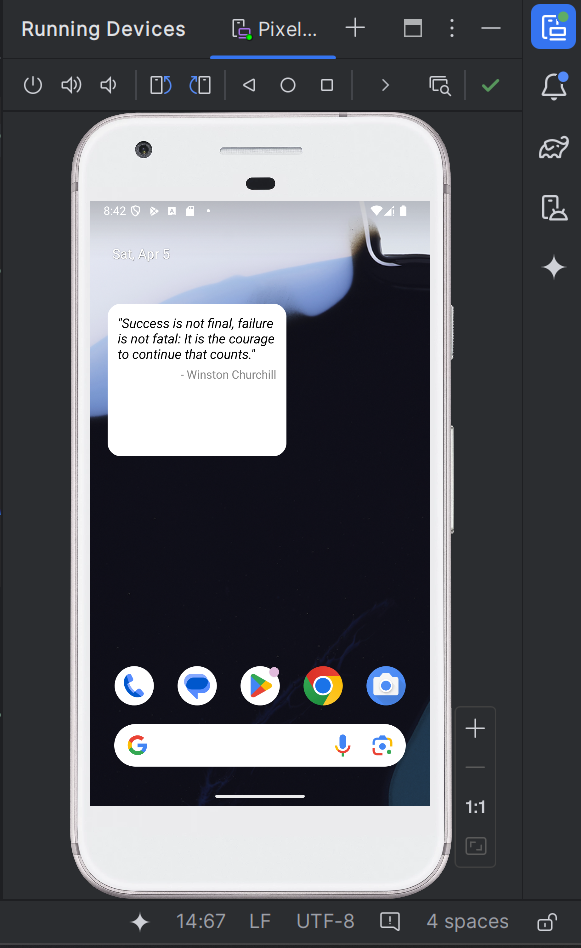 Running Devices
Pixel...
8:42
Sat, Apr 5
"Success is not final, failure
is not fatal: It is the courage
to continue that counts."
- Winston Churchill
1:1
14:67 LF UTF-8 4 spaces